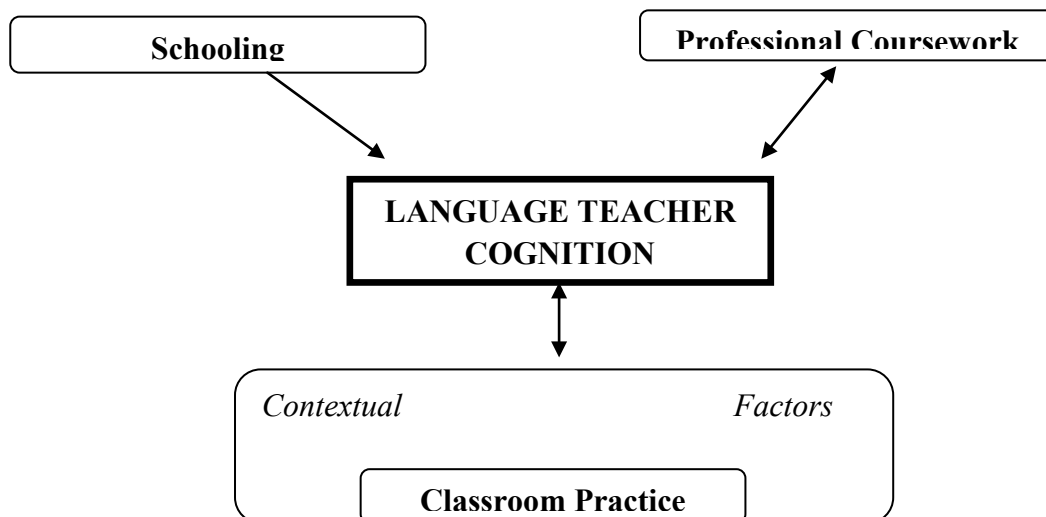 Schooling
Professional Coursework
LANGUAGE TEACHER
COGNITION
Contextual Factors
Classroom Practice